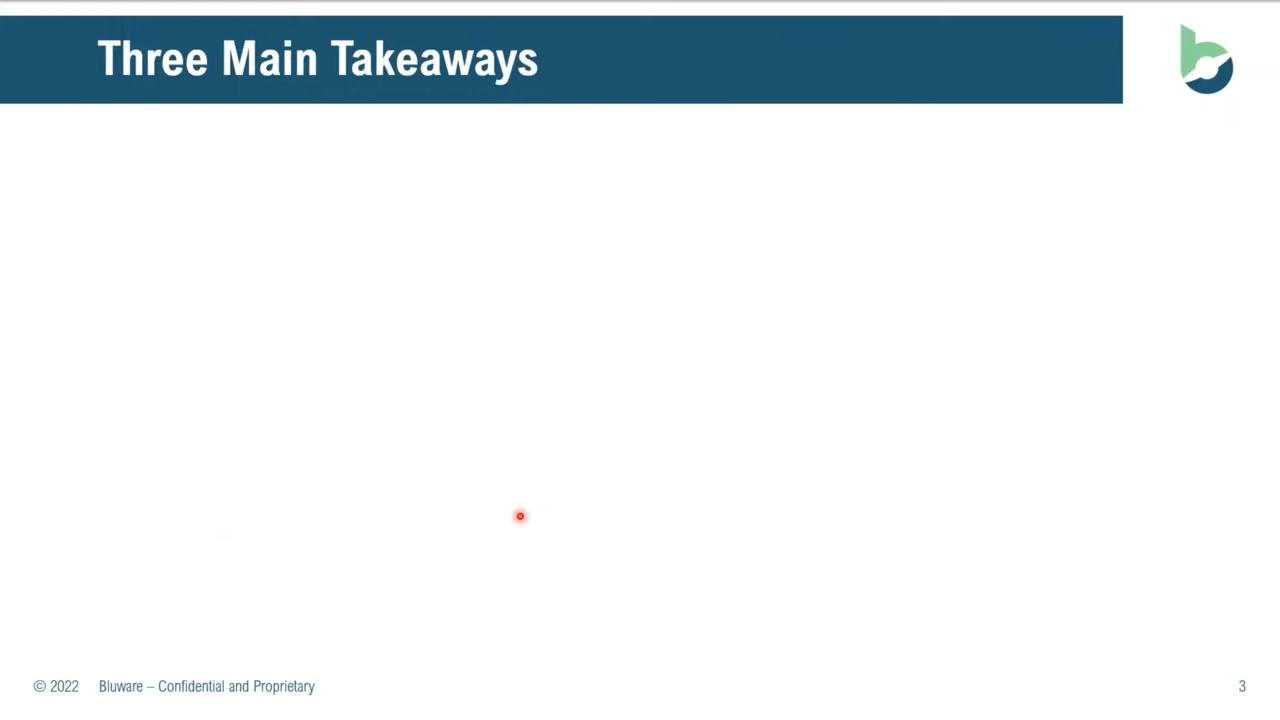 Three Main Takeaways
© 2022 Bluware – Confidential and Proprietary 3